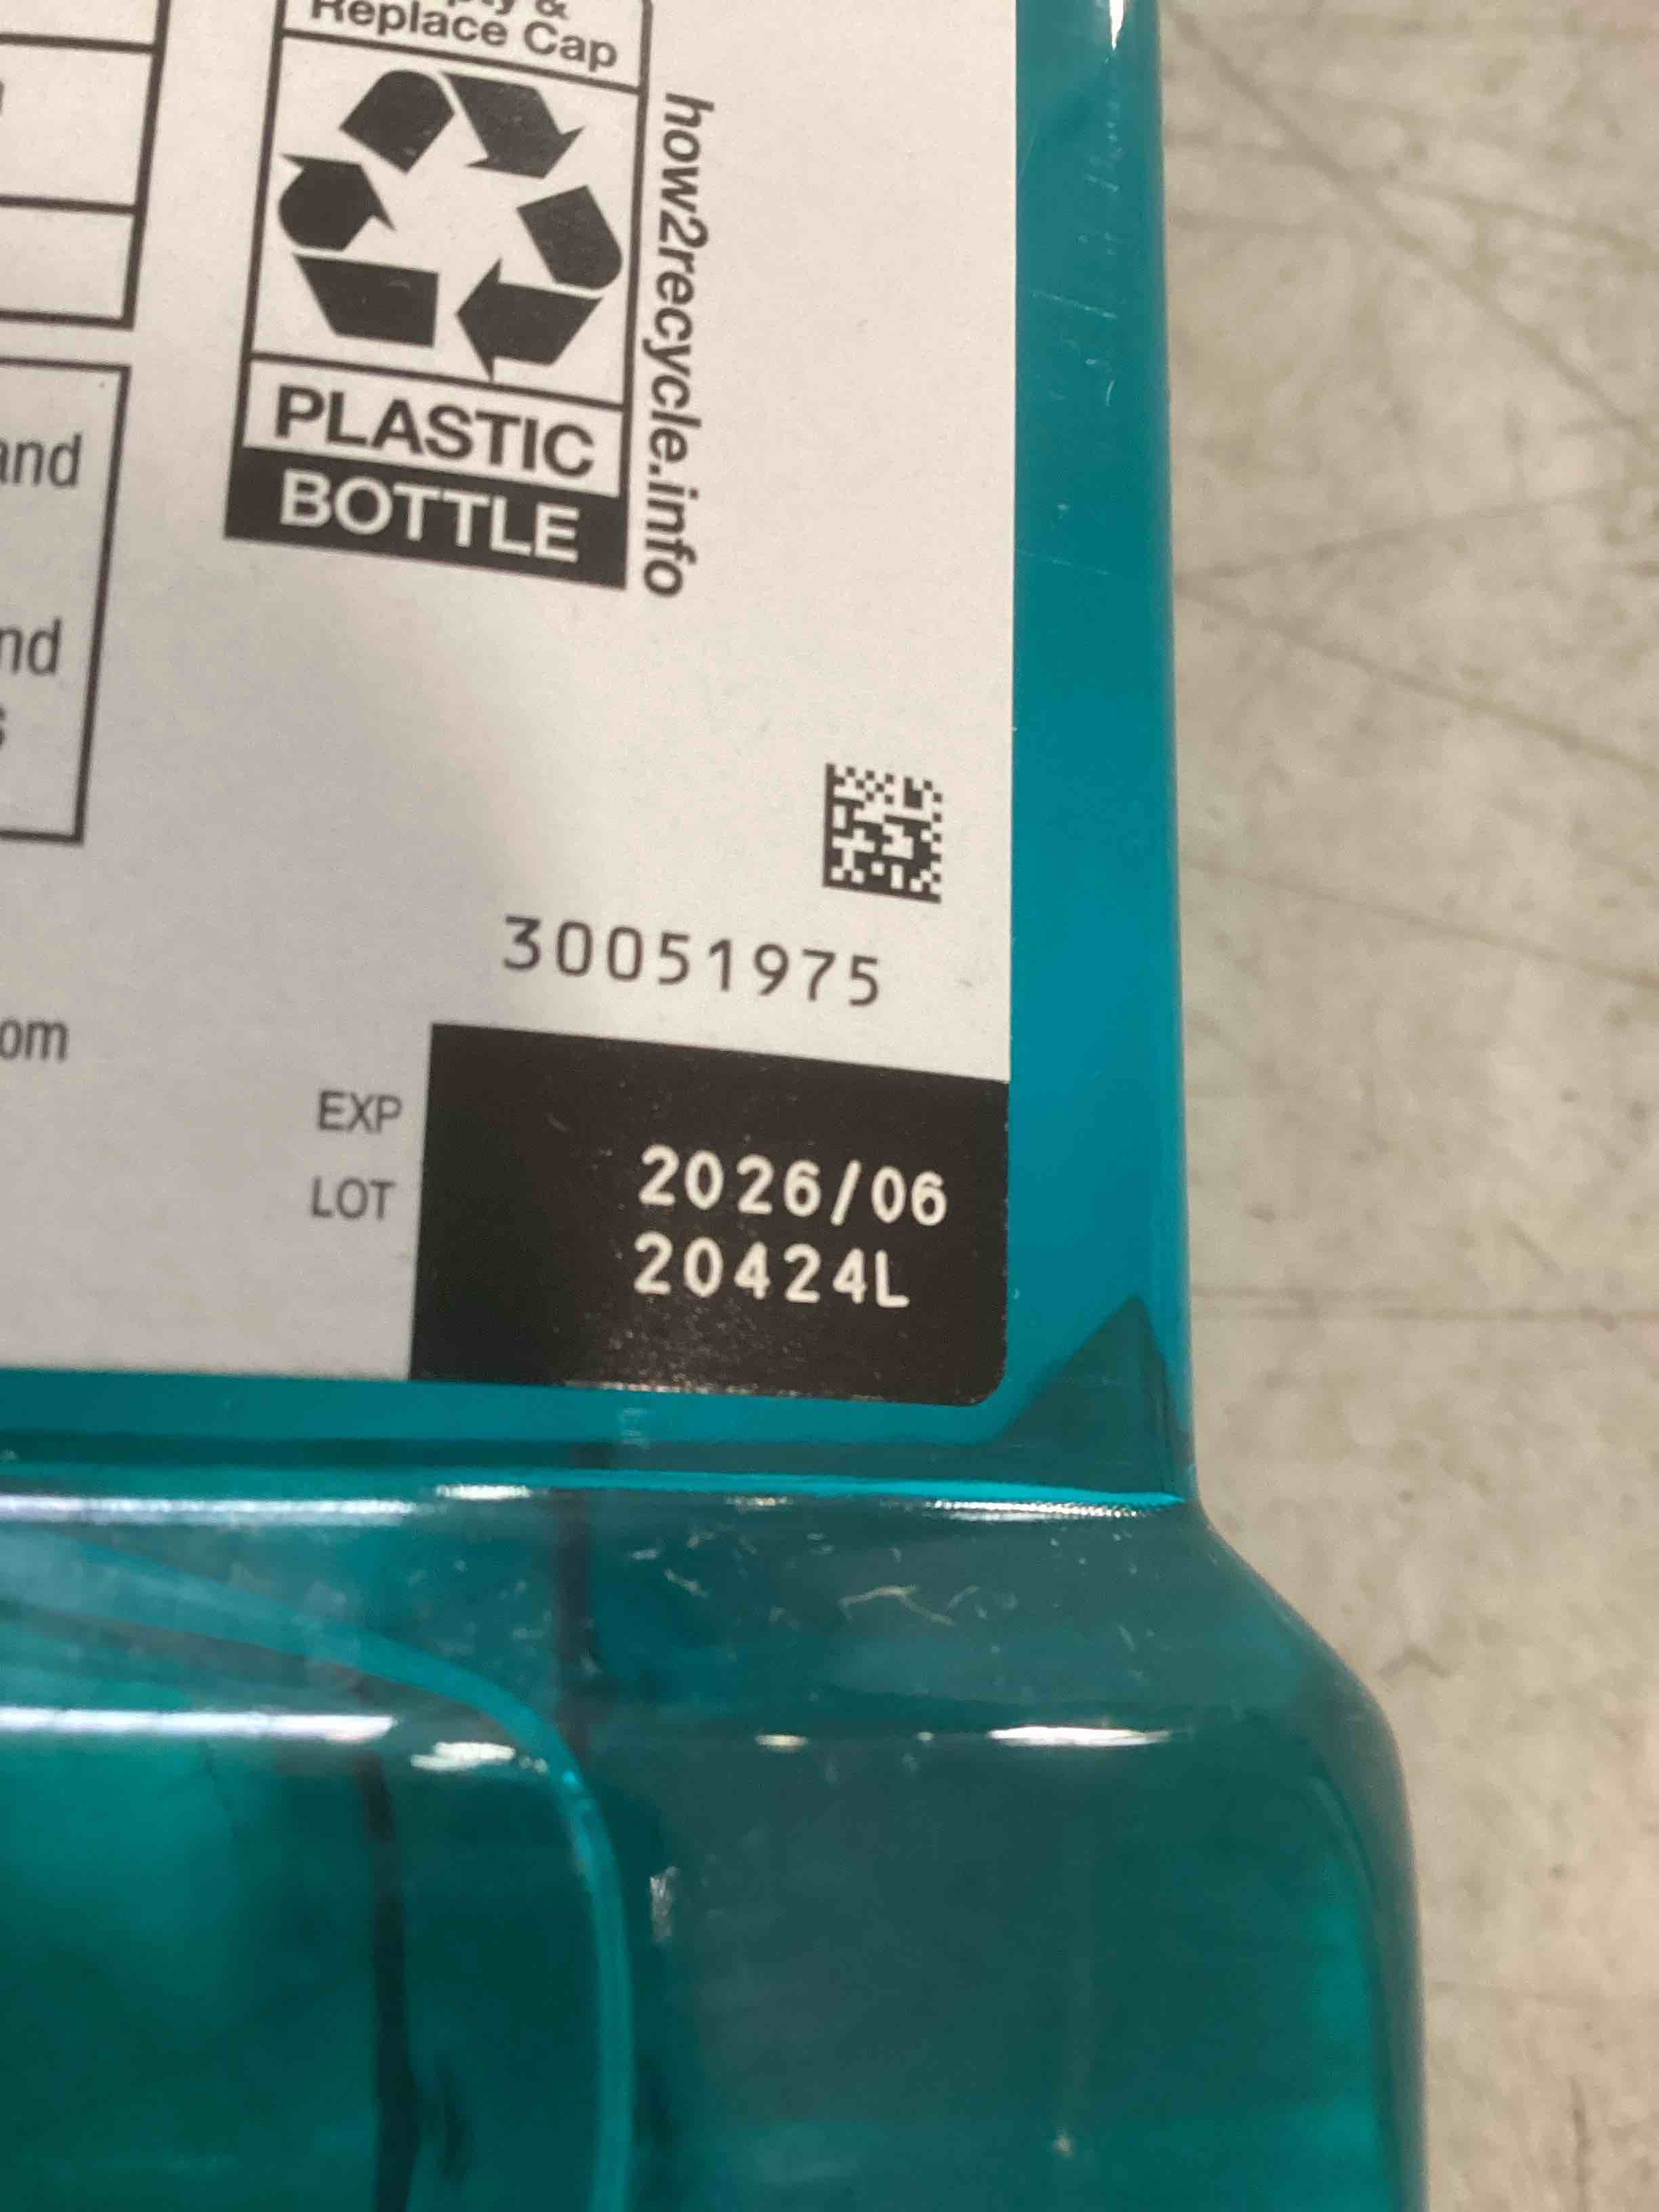 &
Replace Cap
how2recycle.info
PLASTIC
BOTTLE
and
nd
s
30051975
om
EXP 2026/06
LOT 20424L